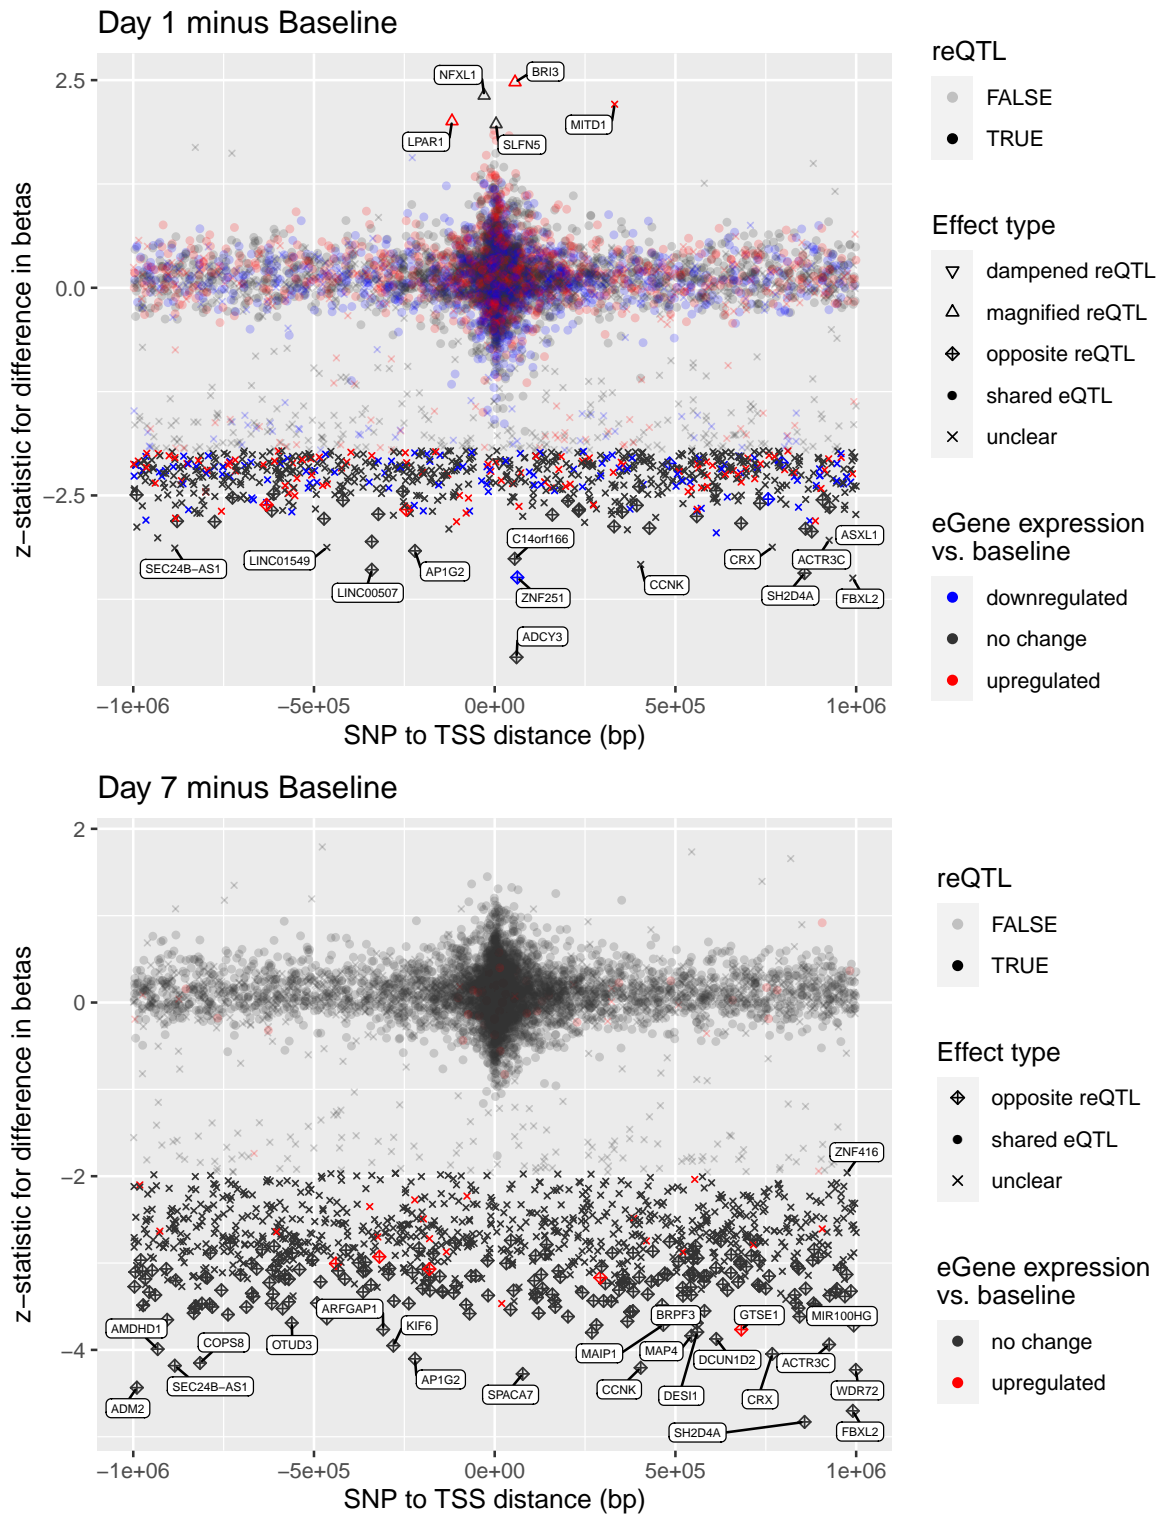 Day 1 minus Baseline
2.5
0.0
−2.5
z−statistic for difference in betas
NFXL1
BRI3
LPAR1
SLFN5
MITD1
C14orf166
SEC24B−AS1
LINC01549
LINC00507
AP1G2
ZNF251
ADCY3
CCNK
CRX
ACTR3C
ASXL1
SH2D4A
FBXL2
−1e+06
−5e+05
0e+00
5e+05
1e+06
SNP to TSS distance (bp)
reQTL
FALSE
TRUE
Effect type
dampened reQTL
magnified reQTL
opposite reQTL
shared eQTL
unclear
eGene expression
vs. baseline
downregulated
no change
upregulated
Day 7 minus Baseline
2
0
−2
−4
z−statistic for difference in betas
ZNF416
AMDHD1
COPS8
SEC24B−AS1
ADM2
OTUD3
ARFGAP1
KIF6
AP1G2
SPACA7
MAIP1
BRPF3
MAP4
CCNK
DESI1
DCUN1D2
GTSE1
CRX
ACTR3C
MIR100HG
WDR72
SH2D4A
FBXL2
−1e+06
−5e+05
0e+00
5e+05
1e+06
SNP to TSS distance (bp)
reQTL
FALSE
TRUE
Effect type
opposite reQTL
shared eQTL
unclear
eGene expression
vs. baseline
no change
upregulated